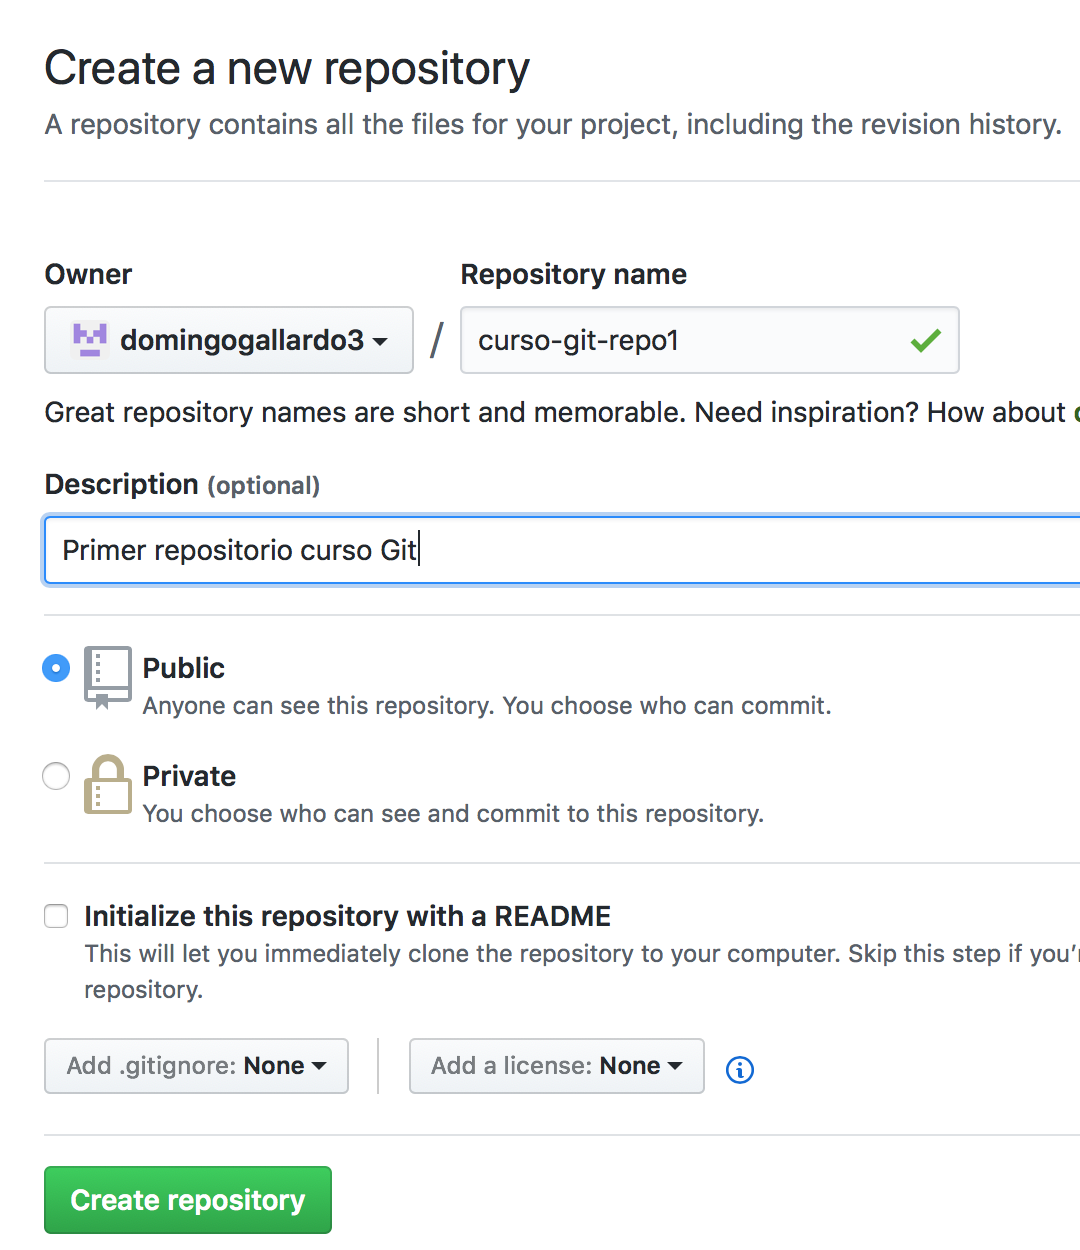 Create a new repository
A repository contains all the files for your project, including the revision history.
Owner
Repository name
domingogallardo3 / curso-git-repo1
Great repository names are short and memorable. Need inspiration? How about
Description (optional)
Primer repositorio curso Git
Public
Anyone can see this repository. You choose who can commit.
Private
You choose who can see and commit to this repository.
Initialize this repository with a README
This will let you immediately clone the repository to your computer. Skip this step if
repository.
Add .gitignore: None
Add a license: None
Create repository